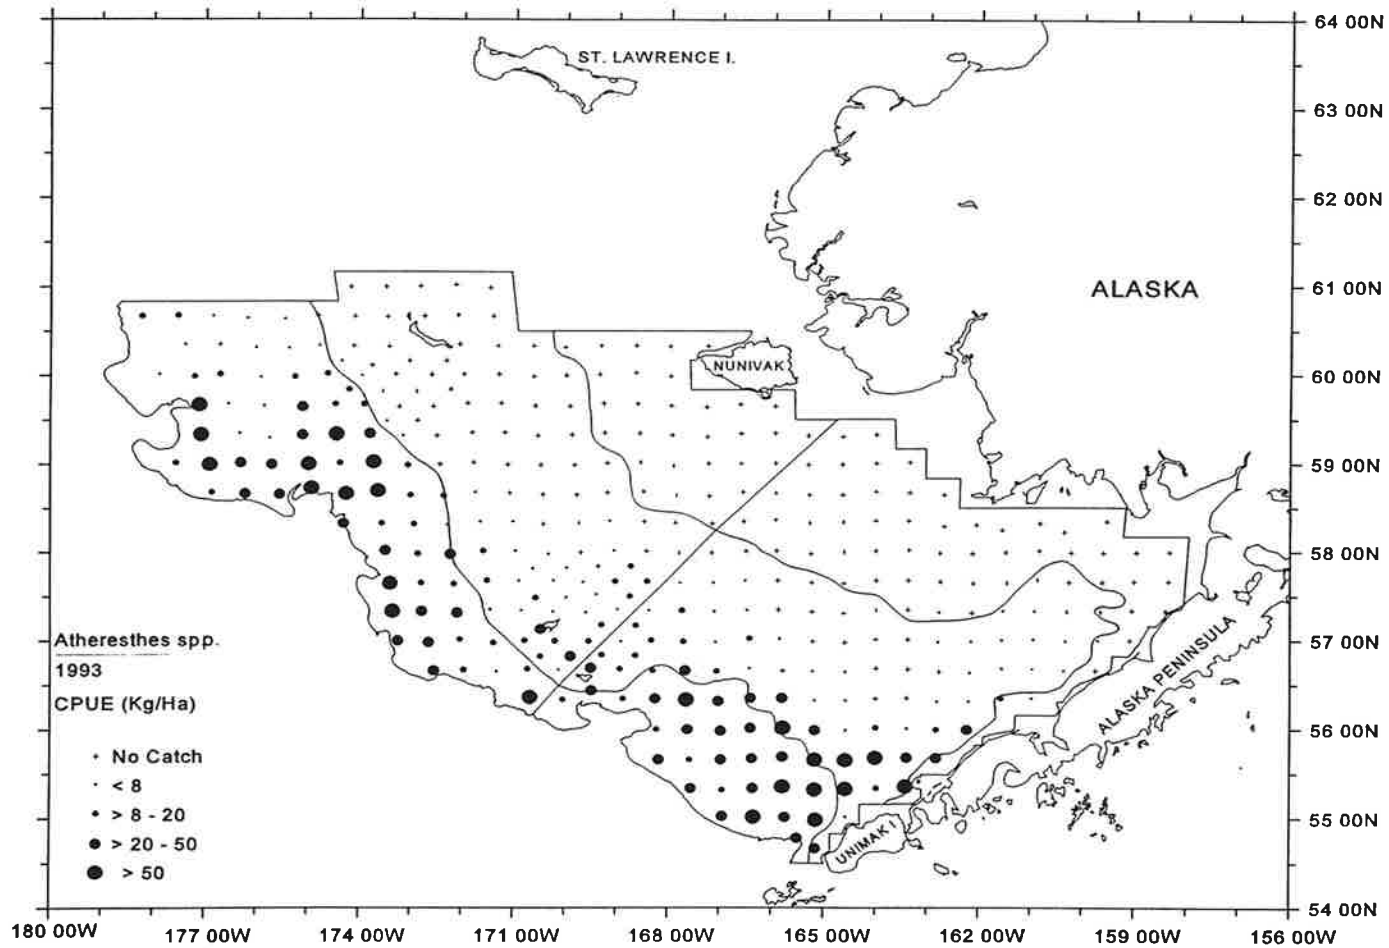 64 00N
ST. LAWRENCE I.
63 00N
62 00N
ALASKA
61 00N
NUNIVAK
60 00N
59 00N
58 00N
Atheresthes spp.
57 00N
1993
ALASKA PENINSULA
CPUE (Kg/Ha)
56 00N
+ No Catch
· < 8
• > 8 - 20
● > 20 - 50
● > 50
55 00N
UNIMAK I
54 00N
180 00W 177 00W 174 00W 171 00W 168 00W 165 00W 162 00W 159 00W 156 00W